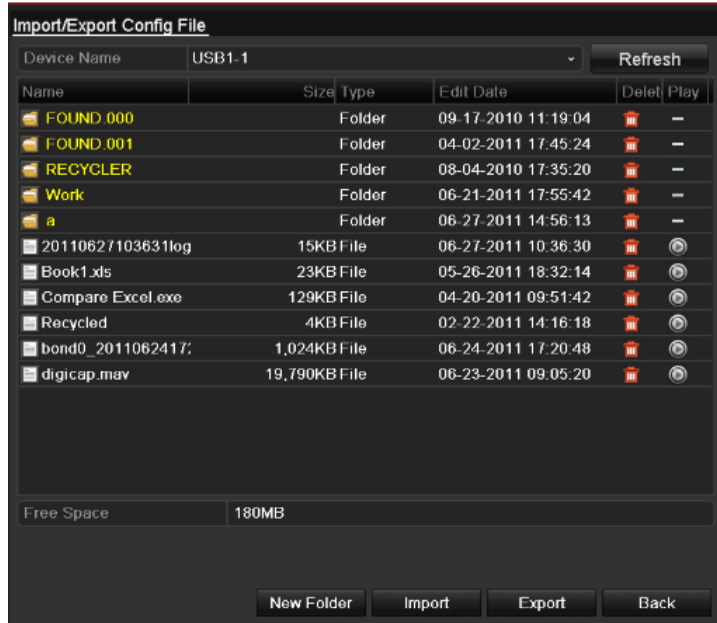 Import/Export Config File
Device Name USB1-1 Refresh
Name Size Type Edit Date Delet Play
FOUND.000 Folder 09-17-2010 11:19:04 –
FOUND.001 Folder 04-02-2011 17:45:24 –
RECYCLER Folder 08-04-2010 17:35:20 –
Work Folder 06-21-2011 17:55:42 –
a Folder 06-27-2011 14:56:13 –
20110627103631log 15KB File 06-27-2011 10:36:30
Book1.xls 23KB File 05-26-2011 18:32:14
Compare Excel.exe 129KB File 04-20-2011 09:51:42
Recycled 4KB File 02-22-2011 14:16:18
bond0_2011062417 1,024KB File 06-24-2011 17:20:48
digicap.mav 19,790KB File 06-23-2011 09:05:20
Free Space 180MB
New Folder Import Export Back